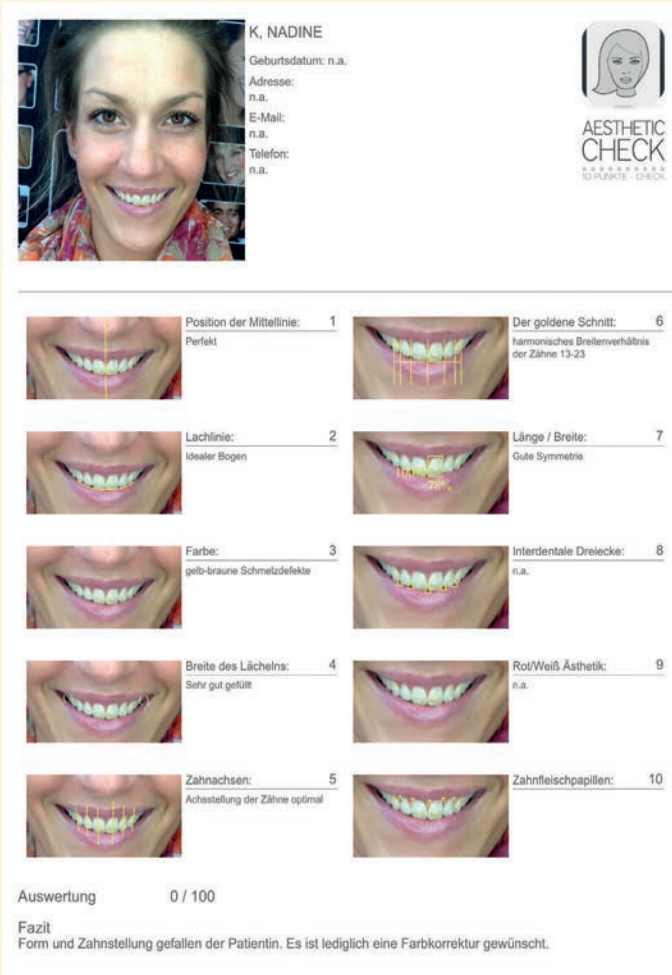 K, NADINE
Geburtsdatum: n.a.
Adresse:
n.a.
E-Mail:
n.a.
Telefon:
n.a.
AESTHETIC
CHECK
10 PUNKTE - CHECK
Position der Mittellinie: 1
Perfekt
Lachlinie: 2
Idealer Bogen
Farbe: 3
gelb-braune Schmelzdefekte
Breite des Lächelns: 4
Sehr gut gefüllt
Zahnachsen: 5
Achsstellung der Zähne optimal
Der goldene Schnitt: 6
harmonisches Breitenverhältnis
der Zähne 13-23
Länge / Breite: 7
Gute Symmetrie
100%
78%
Interdentale Dreiecke: 8
n.a.
Rot/Weiß Ästhetik: 9
n.a.
Zahnfleischpapillen: 10
Auswertung 0 / 100
Fazit
Form und Zahnstellung gefallen der Patientin. Es ist lediglich eine Farbkorrektur gewünscht.